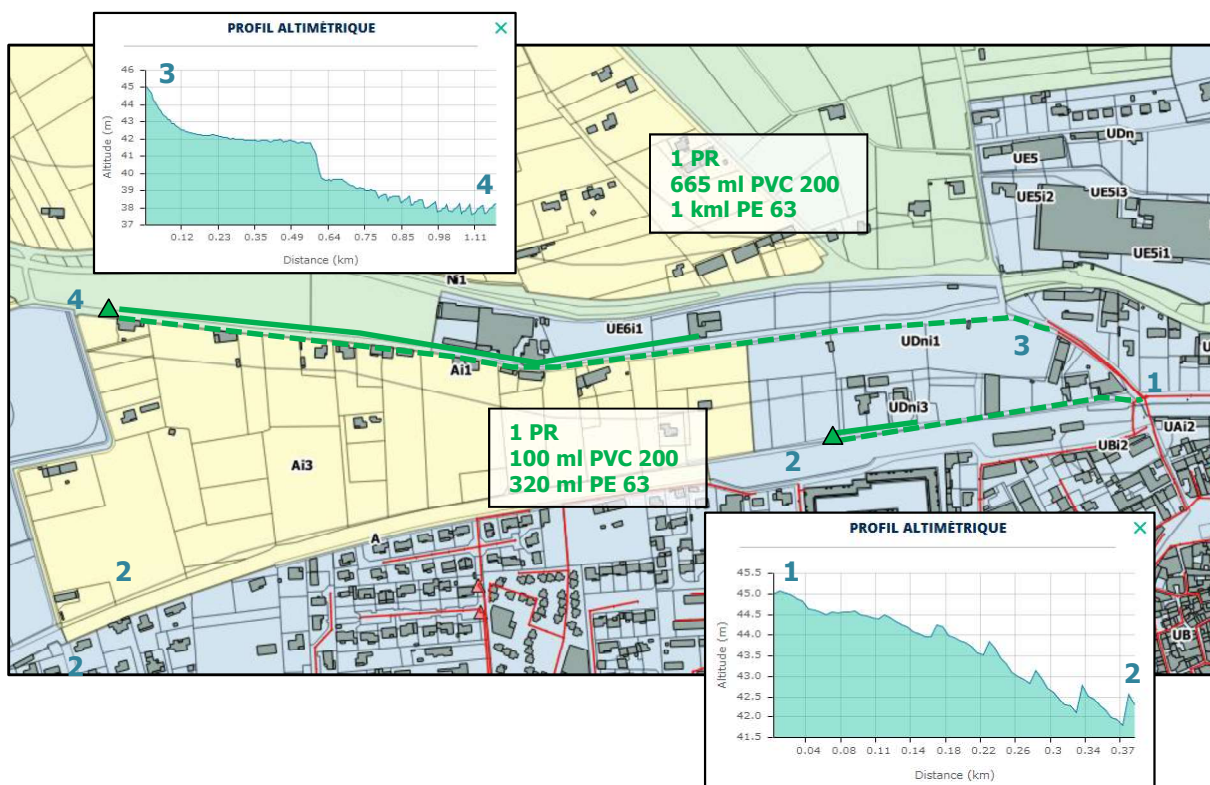 PROFIL ALTIMÉTRIQUE ×
46
45
44
43
42
41
40
39
38
37
Altitude (m)
3
4
0.12 0.23 0.35 0.49 0.64 0.75 0.85 0.98 1.11
Distance (km)
1 PR
665 ml PVC 200
1 kml PE 63
UDn
UE5
UE5i2
UE5i3
UE5i1
N1
4
UE6i1
UDni1
3
1
Ai1
UDni3
UAi2
UBi2
2
1 PR
100 ml PVC 200
320 ml PE 63
Ai3
A
2
2
PROFIL ALTIMÉTRIQUE ×
45.5
45.0
44.5
44.0
43.5
43.0
42.5
42.0
41.5
Altitude (m)
1
2
0.04 0.08 0.11 0.14 0.18 0.22 0.26 0.3 0.34 0.37
Distance (km)